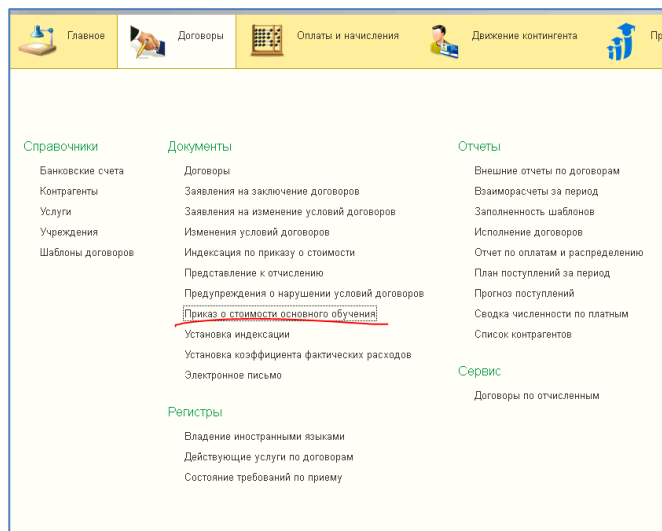 Главное
Договоры
Оплаты и начисления
Движение контингента
Справочники
Банковские счета
Контрагенты
Услуги
Учреждения
Шаблоны договоров
Документы
Договоры
Заявления на заключение договоров
Заявления на изменение условий договоров
Изменения условий договоров
Индексация по приказу о стоимости
Представление к отчислению
Предупреждения о нарушении условий договоров
Приказ о стоимости основного обучения
Установка индексации
Установка коэффициента фактических расходов
Электронное письмо
Регистры
Владение иностранными языками
Действующие услуги по договорам
Состояние требований по приему
Отчеты
Внешние отчеты по договорам
Взаиморасчеты за период
Заполненность шаблонов
Исполнение договоров
Отчет по оплатам и распределению
План поступлений за период
Прогноз поступлений
Сводка численности по платным
Список контрагентов
Сервис
Договоры по отчисленным